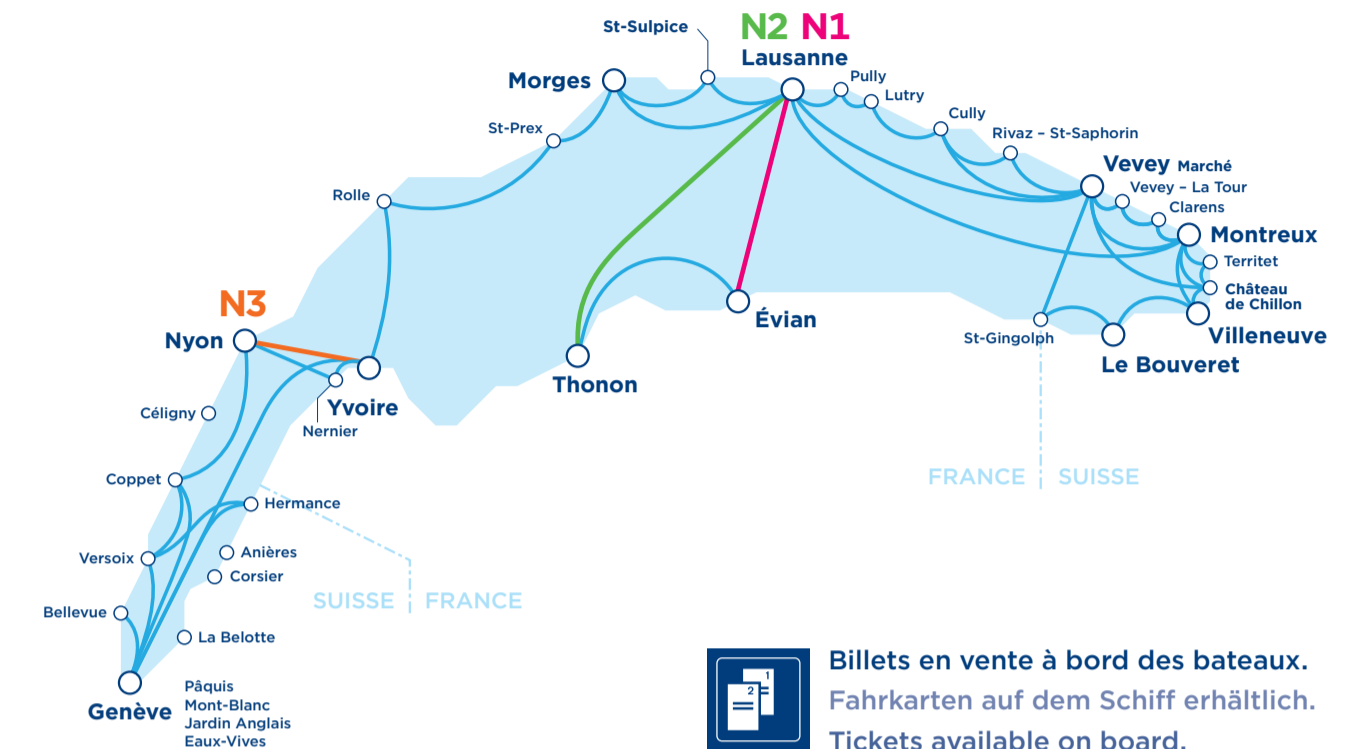 St-Sulpice
N2 N1
Lausanne
Morges
Pully
Lutry
Cully
St-Prex
Rivaz – St-Saphorin
Vevey Marché
Vevey – La Tour
Rolle
Clarens
Montreux
Territet
Château
de Chillon
N3
Nyon
Évian
St-Gingolph
Villeneuve
Le Bouveret
Thonon
Yvoire
Céligny
Nernier
Coppet
FRANCE
SUISSE
Hermance
Versoix
Anières
Corsier
SUISSE
FRANCE
Bellevue
La Belotte
Genève
Pâquis
Mont-Blanc
Jardin Anglais
Eaux-Vives
1
2
Billets en vente à bord des bateaux.
Fahrkarten auf dem Schiff erhältlich.
Tickets available on board.